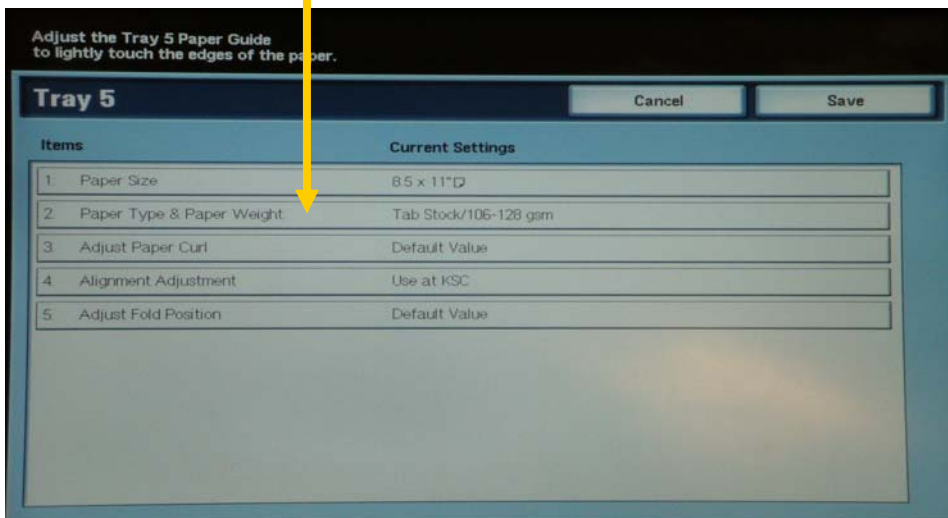 Adjust the Tray 5 Paper Guide
to lightly touch the edges of the paper.
Tray 5 Cancel Save
Items Current Settings
1. Paper Size 8.5 x 11"
2. Paper Type & Paper Weight Tab Stock/106-128 gsm
3. Adjust Paper Curl Default Value
4. Alignment Adjustment Use at KSC
5. Adjust Fold Position Default Value